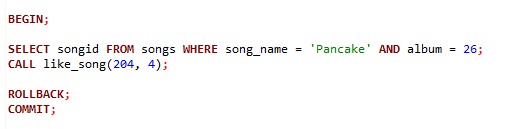 BEGIN;
SELECT songid FROM songs WHERE song_name = 'Pancake' AND album = 26;
CALL like_song(204, 4);
ROLLBACK;
COMMIT;